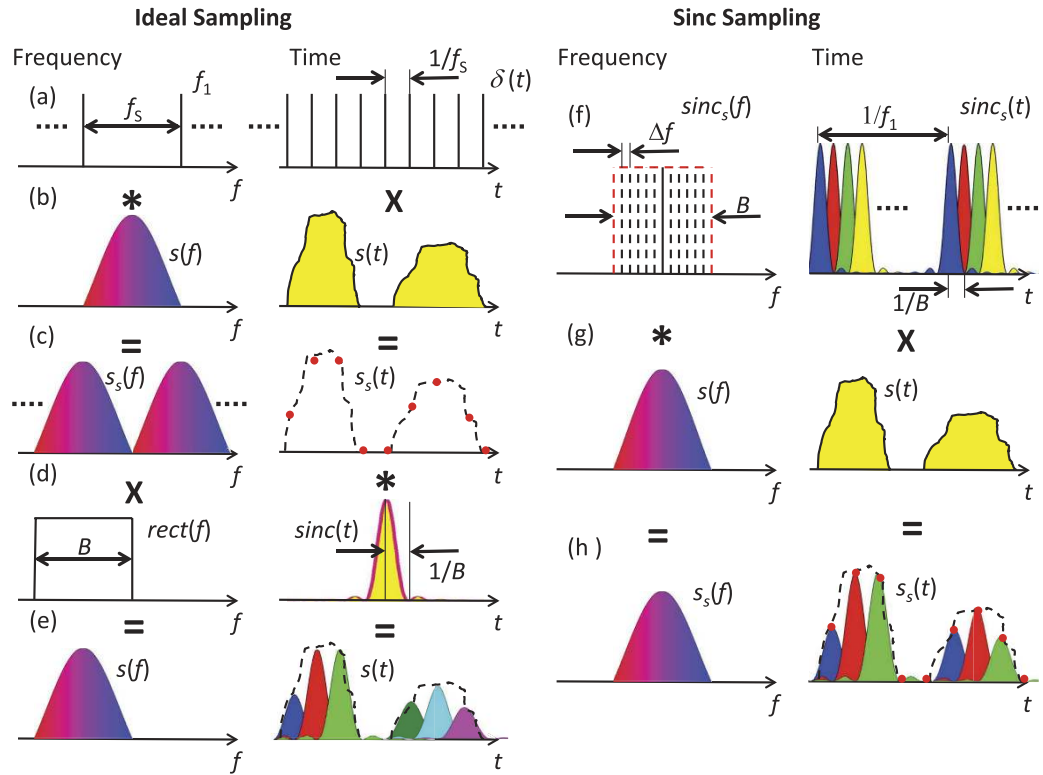 Ideal Sampling
Frequency
Time
(a)
f₁
fS
f
1/fS
δ(t)
t
(b)
*
s(f)
f
X
s(t)
t
(c)
=
sₛ(f)
f
=
sₛ(t)
t
(d)
X
B
rect(f)
f
*
sinc(t)
1/B
t
(e)
=
s(f)
f
=
s(t)
t
Sinc Sampling
Frequency
Time
(f)
sincₛ(f)
Δf
B
f
sincₛ(t)
1/f₁
1/B
t
(g)
*
s(f)
f
X
s(t)
t
(h )
=
sₛ(f)
f
=
sₛ(t)
t